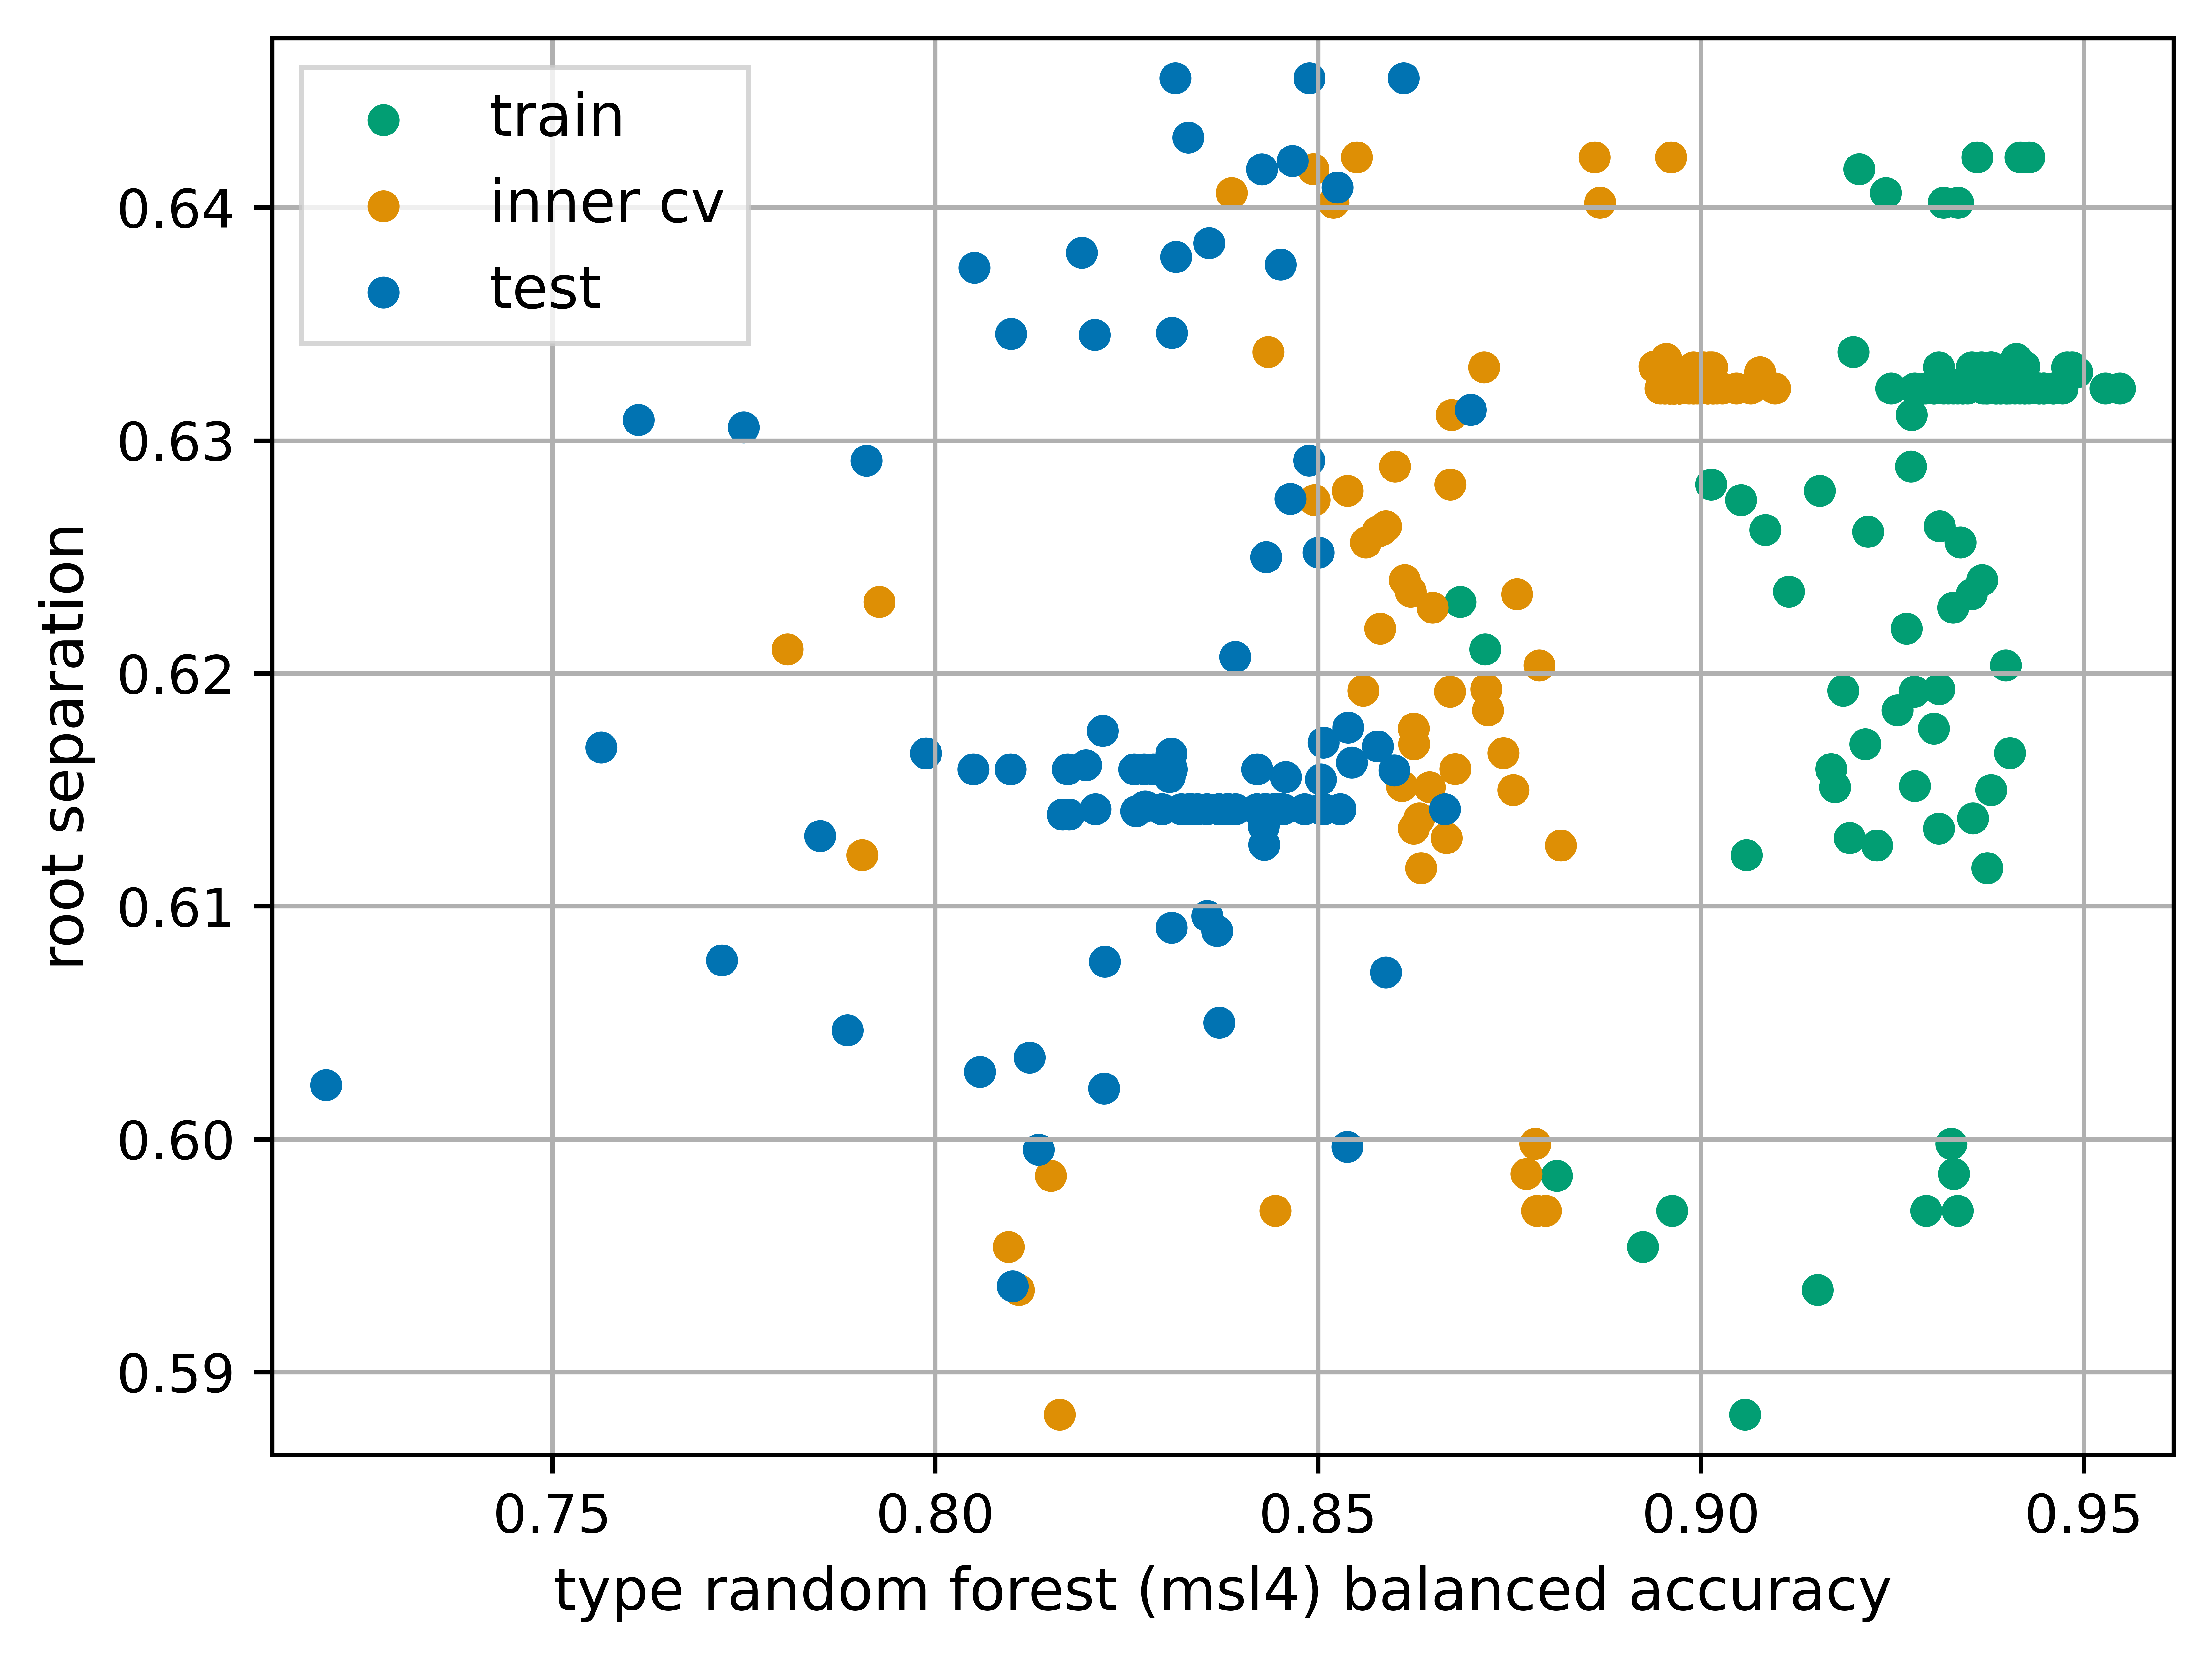 train
inner cv
test
0.64
0.63
0.62
0.61
0.60
0.59
root separation
0.75 0.80 0.85 0.90 0.95
type random forest (msl4) balanced accuracy